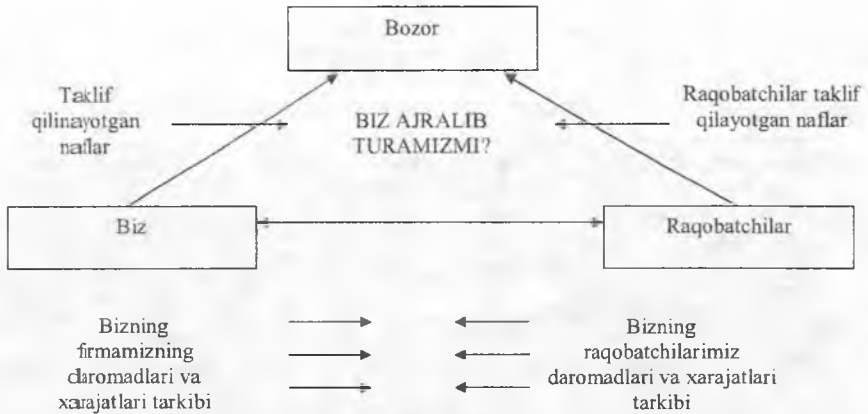 Bozor
Taklif
qilinayotgan
naflar
BIZ AJRALIB
TURAMIZMI?
Raqobatchilar taklif
qilayotgan naflar
Biz
Raqobatchilar
Bizning
firmamizning
daromadlari va
xarajatlari tarkibi
Bizning
raqobatchilarimiz
daromadlari va xarajatlari
tarkibi